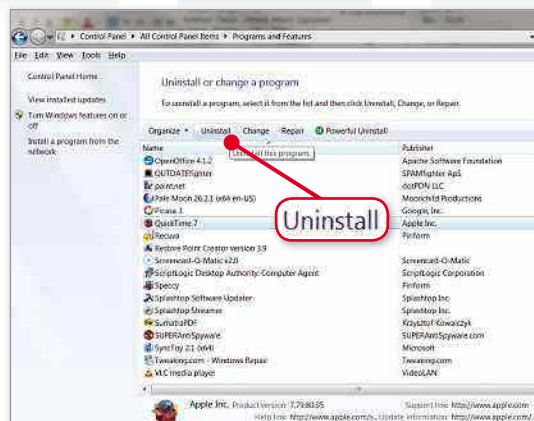 Control Panel ▸ All Control Panel Items ▸ Programs and Features
File Edit View Tools Help
Control Panel Home
View installed updates
Turn Windows features on or off
Install a program from the network
Uninstall or change a program
To uninstall a program, select it from the list and then click Uninstall, Change, or Repair.
Organize Uninstall Change Repair Powerful Uninstall
Name Publisher
Uninstall this program.
OpenOffice 4.1.2 Apache Software Foundation
OUTDATEfighter SPAMfighter ApS
paint.net dotPDN LLC
Pale Moon 26.2.1 (x64 en-US) Moonchild Productions
Picasa 3 Google, Inc.
QuickTime 7 Apple Inc.
Recuva Piriform
Restore Point Creator version 3.9
Screencast-O-Matic v2.0 Screencast-O-Matic
ScriptLogic Desktop Authority: Computer Agent ScriptLogic Corporation
Speccy Piriform
Splashtop Software Updater Splashtop Inc.
Splashtop Streamer Splashtop Inc.
SumatraPDF Krzysztof Kowalczyk
SUPERAntiSpyware SUPERAntiSpyware.com
SyncToy 2.1 (x64) Microsoft
Tweaking.com - Windows Repair Tweaking.com
VLC media player VideoLAN
Uninstall
Apple Inc. Product version: 7.79.80.95 Support link: http://www.apple.com
Help link: http://www.apple.com/s... Update information: http://www.apple.com/